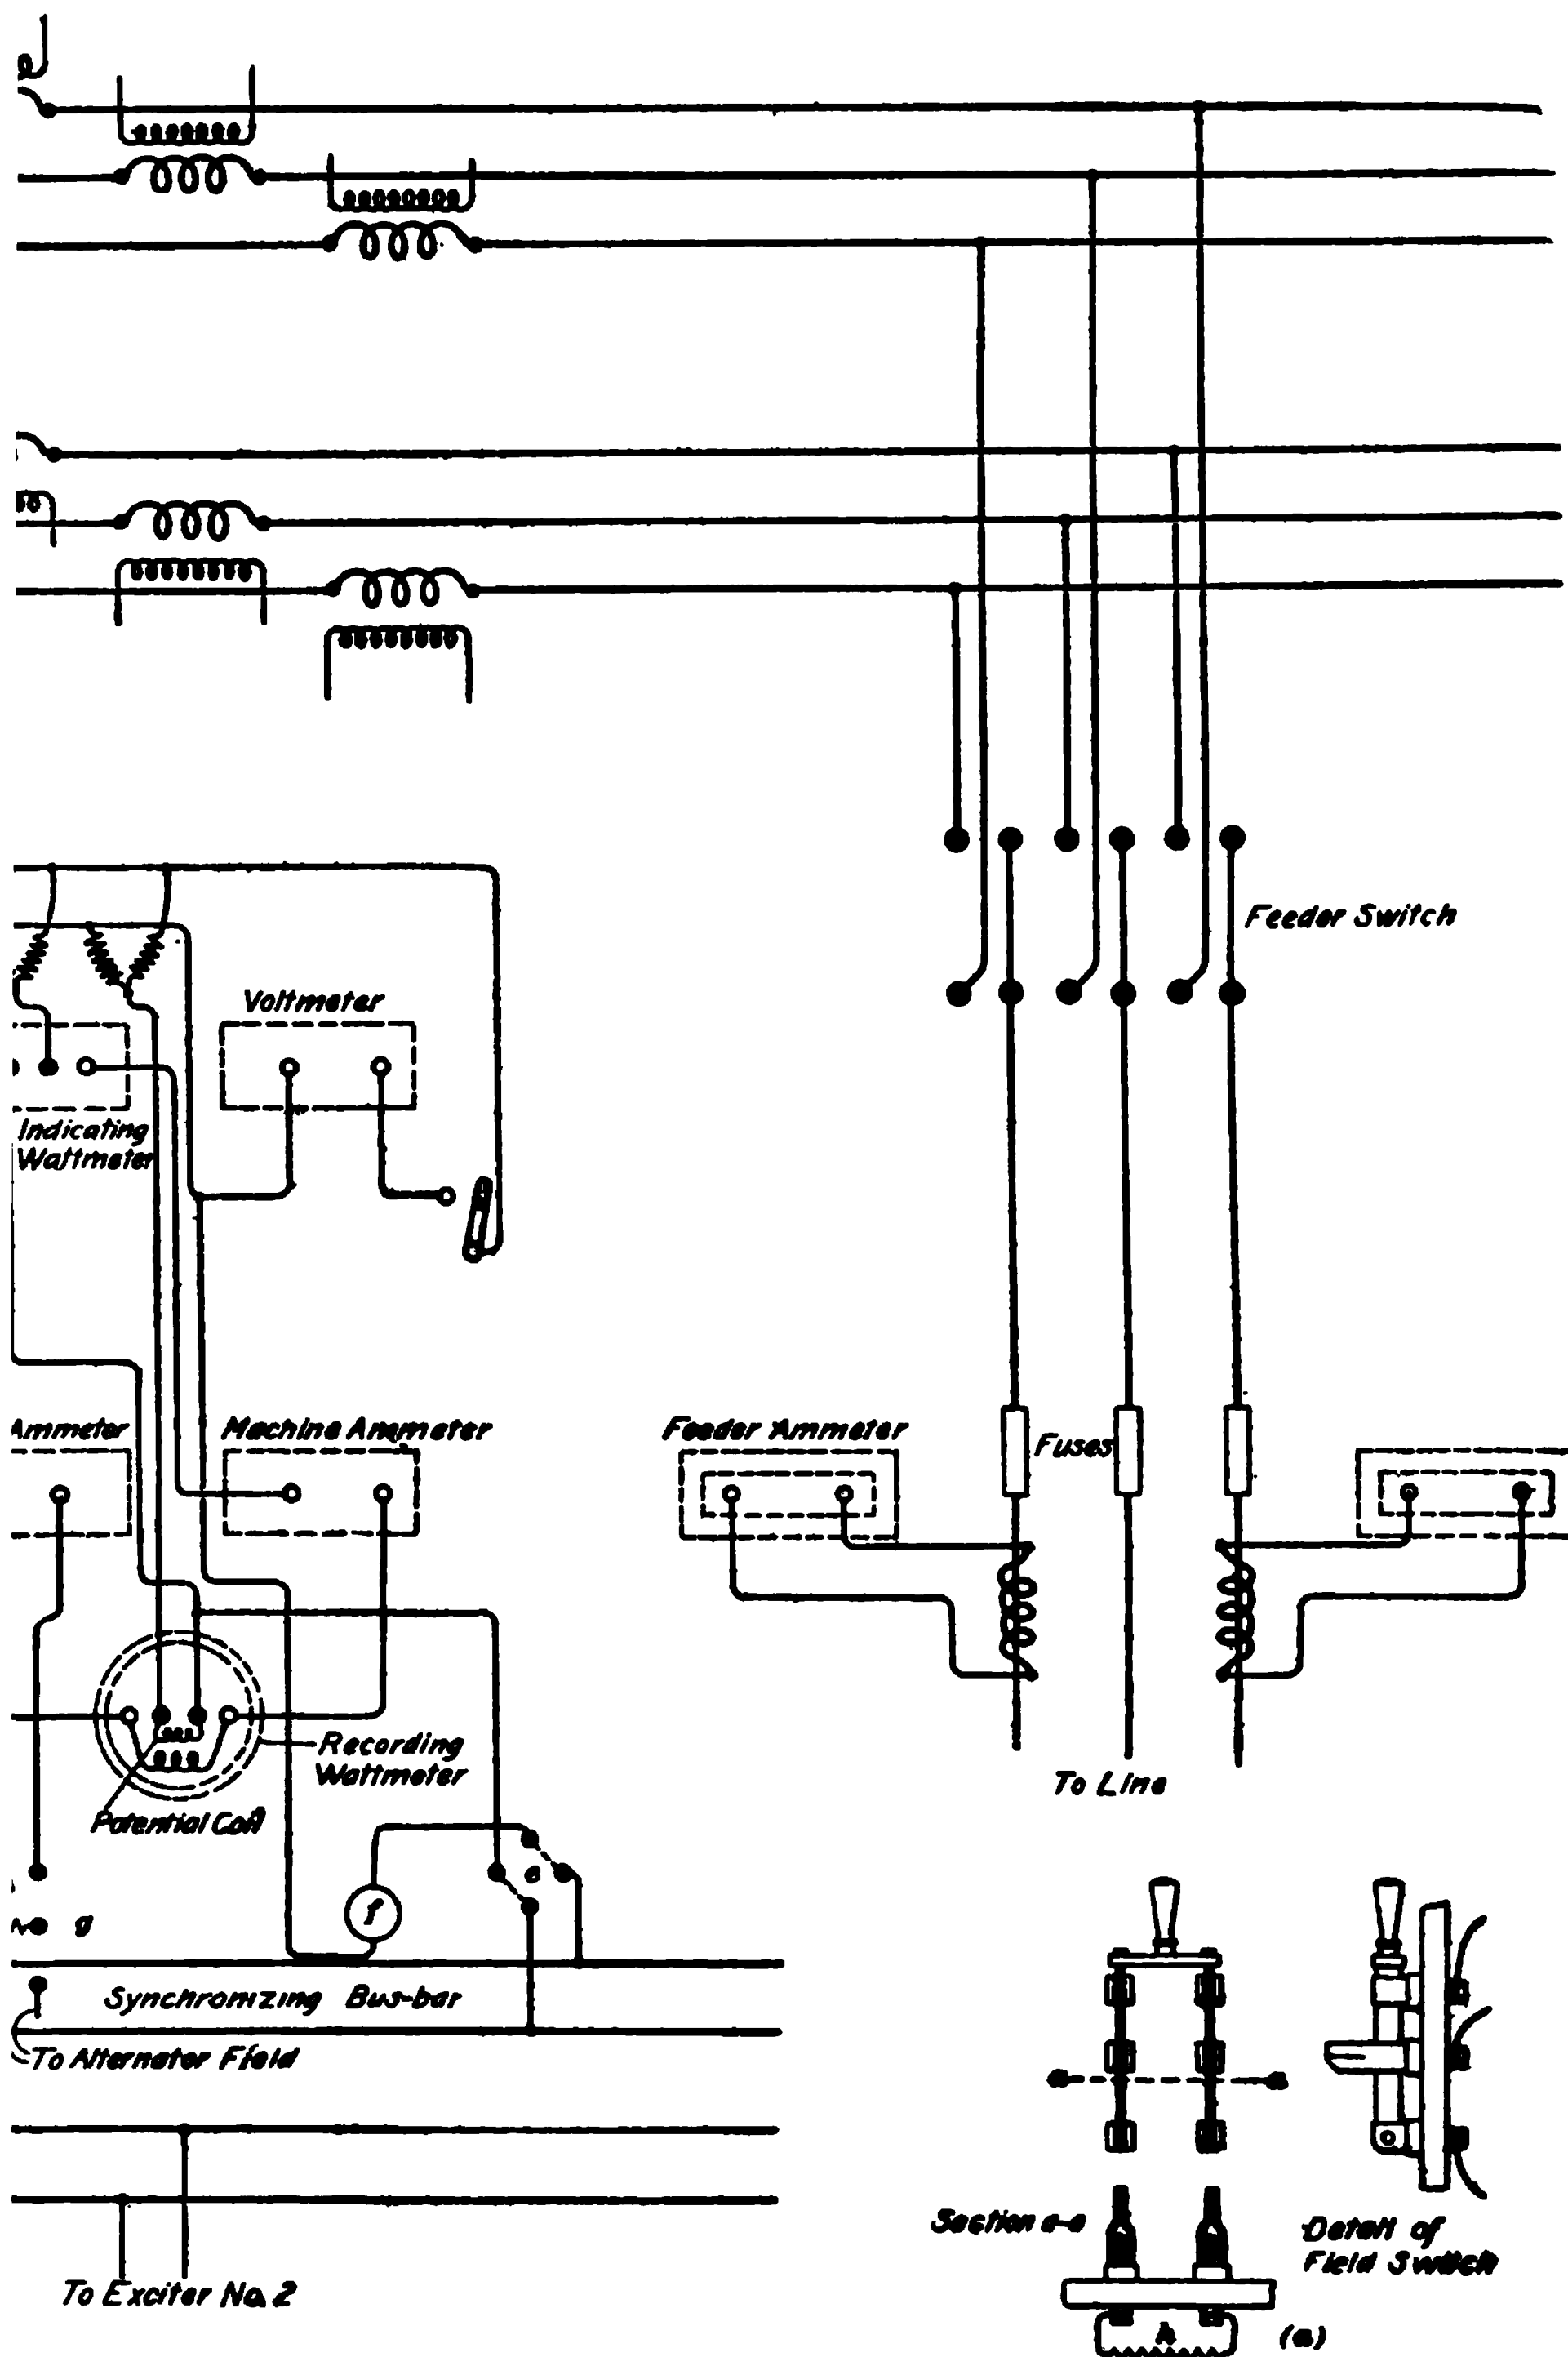 Feeder Switch
Voltmeter
Indicating
Wattmeter
Ammeter
Machine Ammeter
Feeder Ammeter
Fuses
Recording
Wattmeter
Potential Coil
To Line
e
f
g
Synchronizing Bus-bar
To Alternator Field
a
a
Section a-a
Detail of
Field Switch
To Exciter No. 2
h
(a)